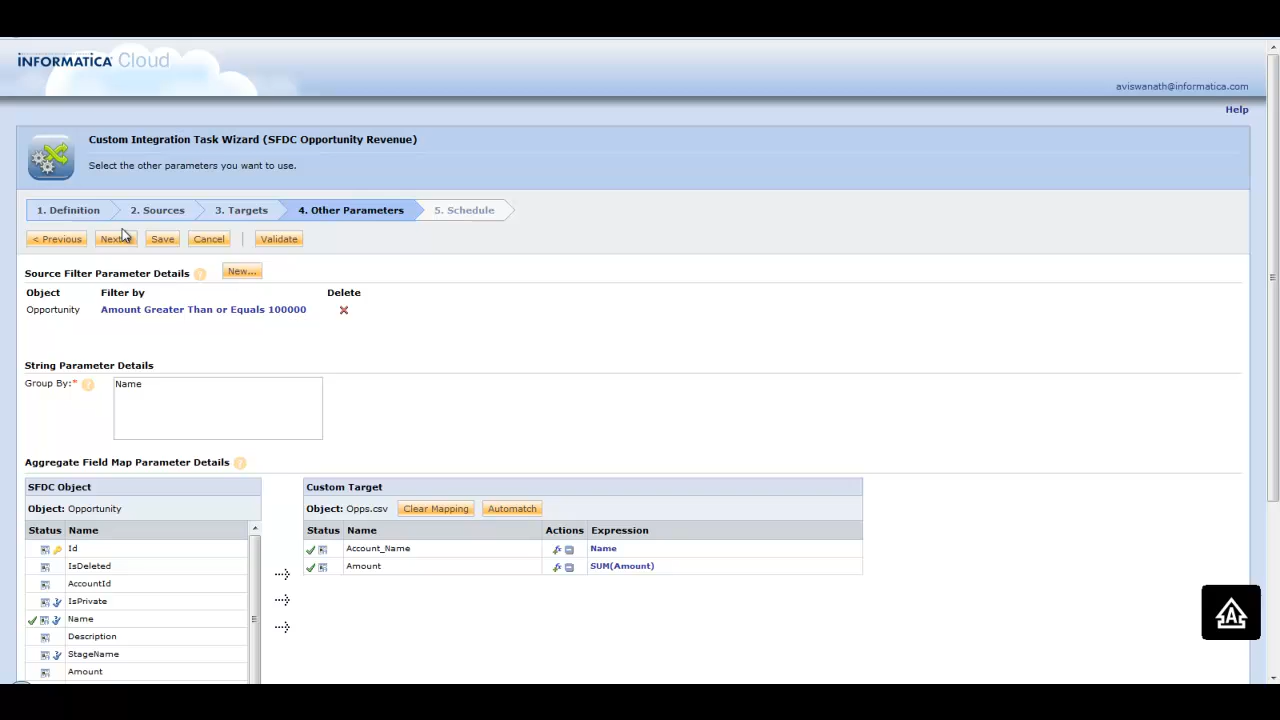 INFORMATICA Cloud
aviswanath@informatica.com
Help
Custom Integration Task Wizard (SFDC Opportunity Revenue)
Select the other parameters you want to use.
1. Definition 2. Sources 3. Targets 4. Other Parameters 5. Schedule
< Previous Next Save Cancel Validate
Source Filter Parameter Details ? New...
Object Filter by Delete
Opportunity Amount Greater Than or Equals 100000
String Parameter Details
Group By:* ? Name
Aggregate Field Map Parameter Details ?
SFDC Object Custom Target
Object: Opportunity Object: Opps.csv Clear Mapping Automatch
Status Name Status Name Actions Expression
Id Account_Name Name
IsDeleted Amount SUM(Amount)
AccountId
IsPrivate
Name
Description
StageName
Amount
A